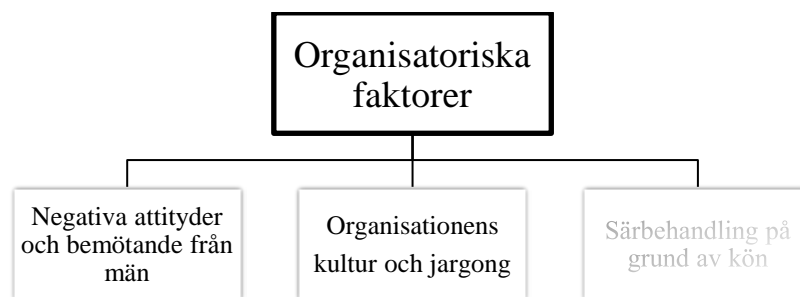 Organisatoriska
faktorer
Negativa attityder
och bemötande från
män
Organisationens
kultur och jargong
Särbehandling på
grund av kön